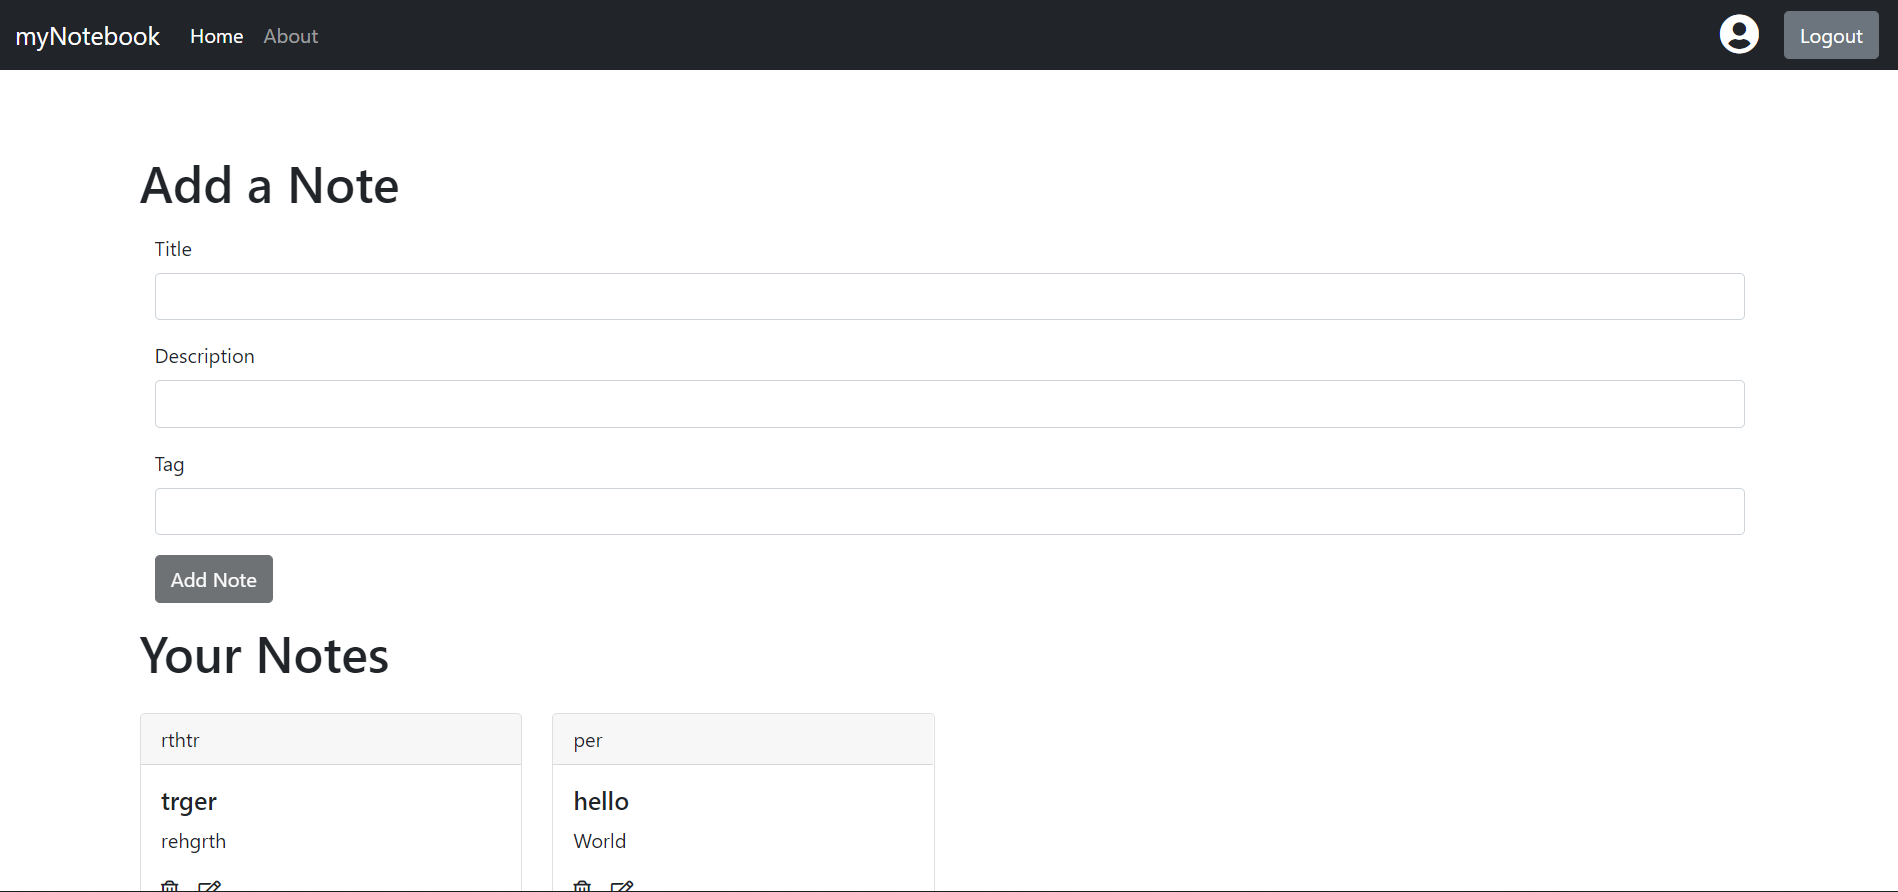 myNotebook Home About Logout
Add a Note
Title
Description
Tag
Add Note
Your Notes
rthtr
trger
rehgrth
per
hello
World